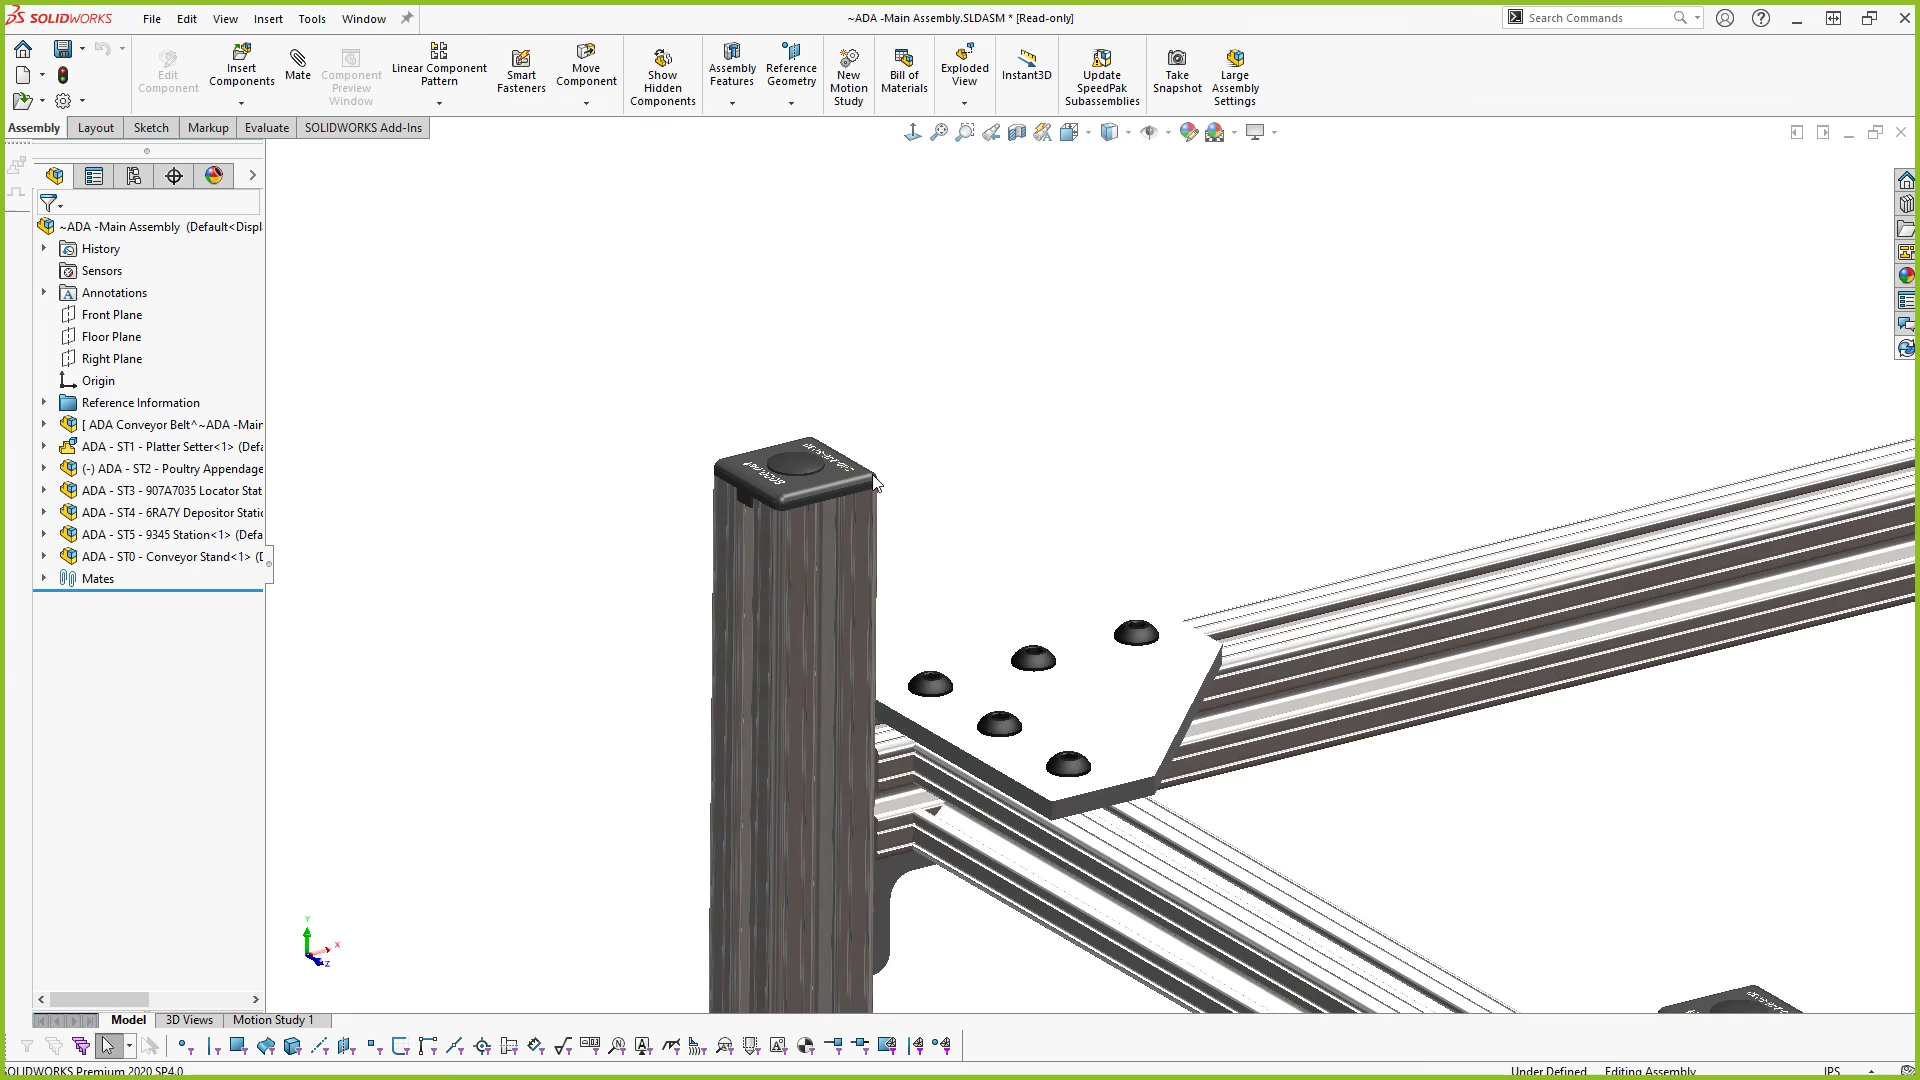 SOLIDWORKS
File Edit View Insert Tools Window
~ADA -Main Assembly.SLDASM * [Read-only]
Search Commands
Edit Component
Insert Components
Mate
Component Preview Window
Linear Component Pattern
Smart Fasteners
Move Component
Show Hidden Components
Assembly Features
Reference Geometry
New Motion Study
Bill of Materials
Exploded View
Instant3D
Update SpeedPak Subassemblies
Take Snapshot
Large Assembly Settings
Assembly Layout Sketch Markup Evaluate SOLIDWORKS Add-Ins
~ADA -Main Assembly (Default<Displ
History
Sensors
Annotations
Front Plane
Floor Plane
Right Plane
Origin
Reference Information
[ ADA Conveyor Belt^~ADA -Main
ADA - ST1 - Platter Setter<1> (Defa
(-) ADA - ST2 - Poultry Appendage
ADA - ST3 - 907A7035 Locator Stat
ADA - ST4 - 6RA7Y Depositor Static
ADA - ST5 - 9345 Station<1> (Defa
ADA - ST0 - Conveyor Stand<1> (D
Mates
Y
X
Z
Model 3D Views Motion Study 1
SOLIDWORKS Premium 2020 SP4.0
Under Defined Editing Assembly IPS